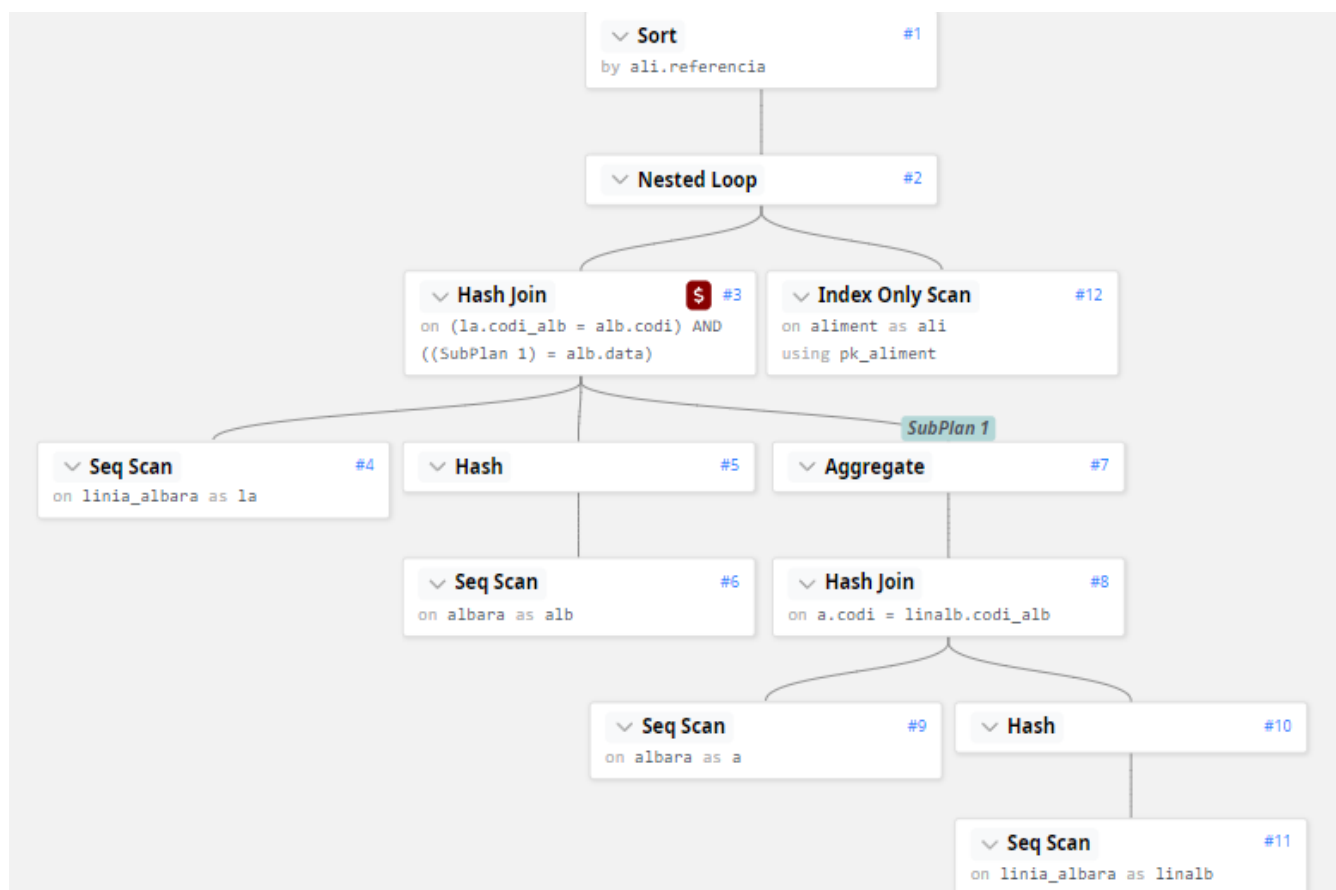 Sort #1
by ali.referencia
Nested Loop #2
Hash Join $ #3
on (la.codi_alb = alb.codi) AND
((SubPlan 1) = alb.data)
Index Only Scan #12
on aliment as ali
using pk_aliment
SubPlan 1
Seq Scan #4
on linia_albara as la
Hash #5
Aggregate #7
Seq Scan #6
on albara as alb
Hash Join #8
on a.codi = linalb.codi_alb
Seq Scan #9
on albara as a
Hash #10
Seq Scan #11
on linia_albara as linalb